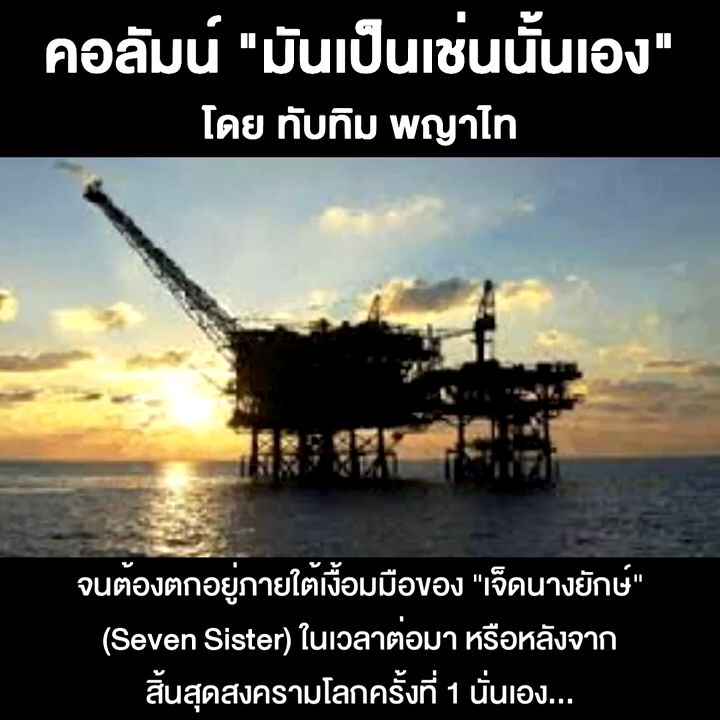 คอลัมน์ "มันเป็นเช่นนั้นเอง"
โดย ทับทิม พญาไท
จนต้องตกอยู่ภายใต้เงื้อมมือของ "เจ็ดนางยักษ์"
(Seven Sister) ในเวลาต่อมา หรือหลังจาก
สิ้นสุดสงครามโลกครั้งที่ 1 นั่นเอง...